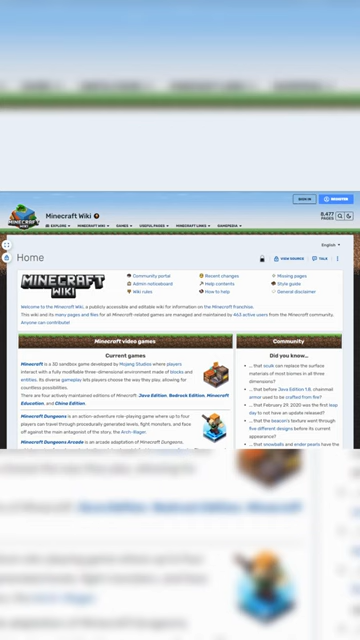 SIGN IN REGISTER
MINECRAFT WIKI
Minecraft Wiki
8,477 PAGES
EXPLORE MINECRAFT WIKI GAMES USEFUL PAGES MINECRAFT LINKS GAMEPEDIA
English
Home
VIEW SOURCE TALK
MINECRAFT WIKI
Community portal Recent changes Missing pages
Admin noticeboard Help contents Style guide
Wiki rules How to help General disclaimer
Welcome to the Minecraft Wiki, a publicly accessible and editable wiki for information on the Minecraft franchise.
This wiki and its many pages and files for all Minecraft-related games are managed and maintained by 463 active users from the Minecraft community.
Anyone can contribute!
Minecraft video games
Current games
Minecraft is a 3D sandbox game developed by Mojang Studios where players
interact with a fully modifiable three-dimensional environment made of blocks and
entities. Its diverse gameplay lets players choose the way they play, allowing for
countless possibilities.
There are four actively maintained editions of Minecraft: Java Edition, Bedrock Edition, Minecraft
Education, and China Edition.
Minecraft Dungeons is an action-adventure role-playing game where up to four
players can travel through procedurally generated levels, fight monsters, and face
off against the main antagonist of the story, the Arch-Illager.
Minecraft Dungeons Arcade is an arcade adaptation of Minecraft Dungeons.
Community
Did you know...
... that sculk can replace the surface
materials of most biomes in all three
dimensions?
... that before Java Edition 1.8, chainmail
armor used to be crafted from fire?
... that February 29, 2020 was the first leap
day to not have an update released?
... that the beacon's texture went through
five different designs before its current
appearance?
... that snowballs and ender pearls have the